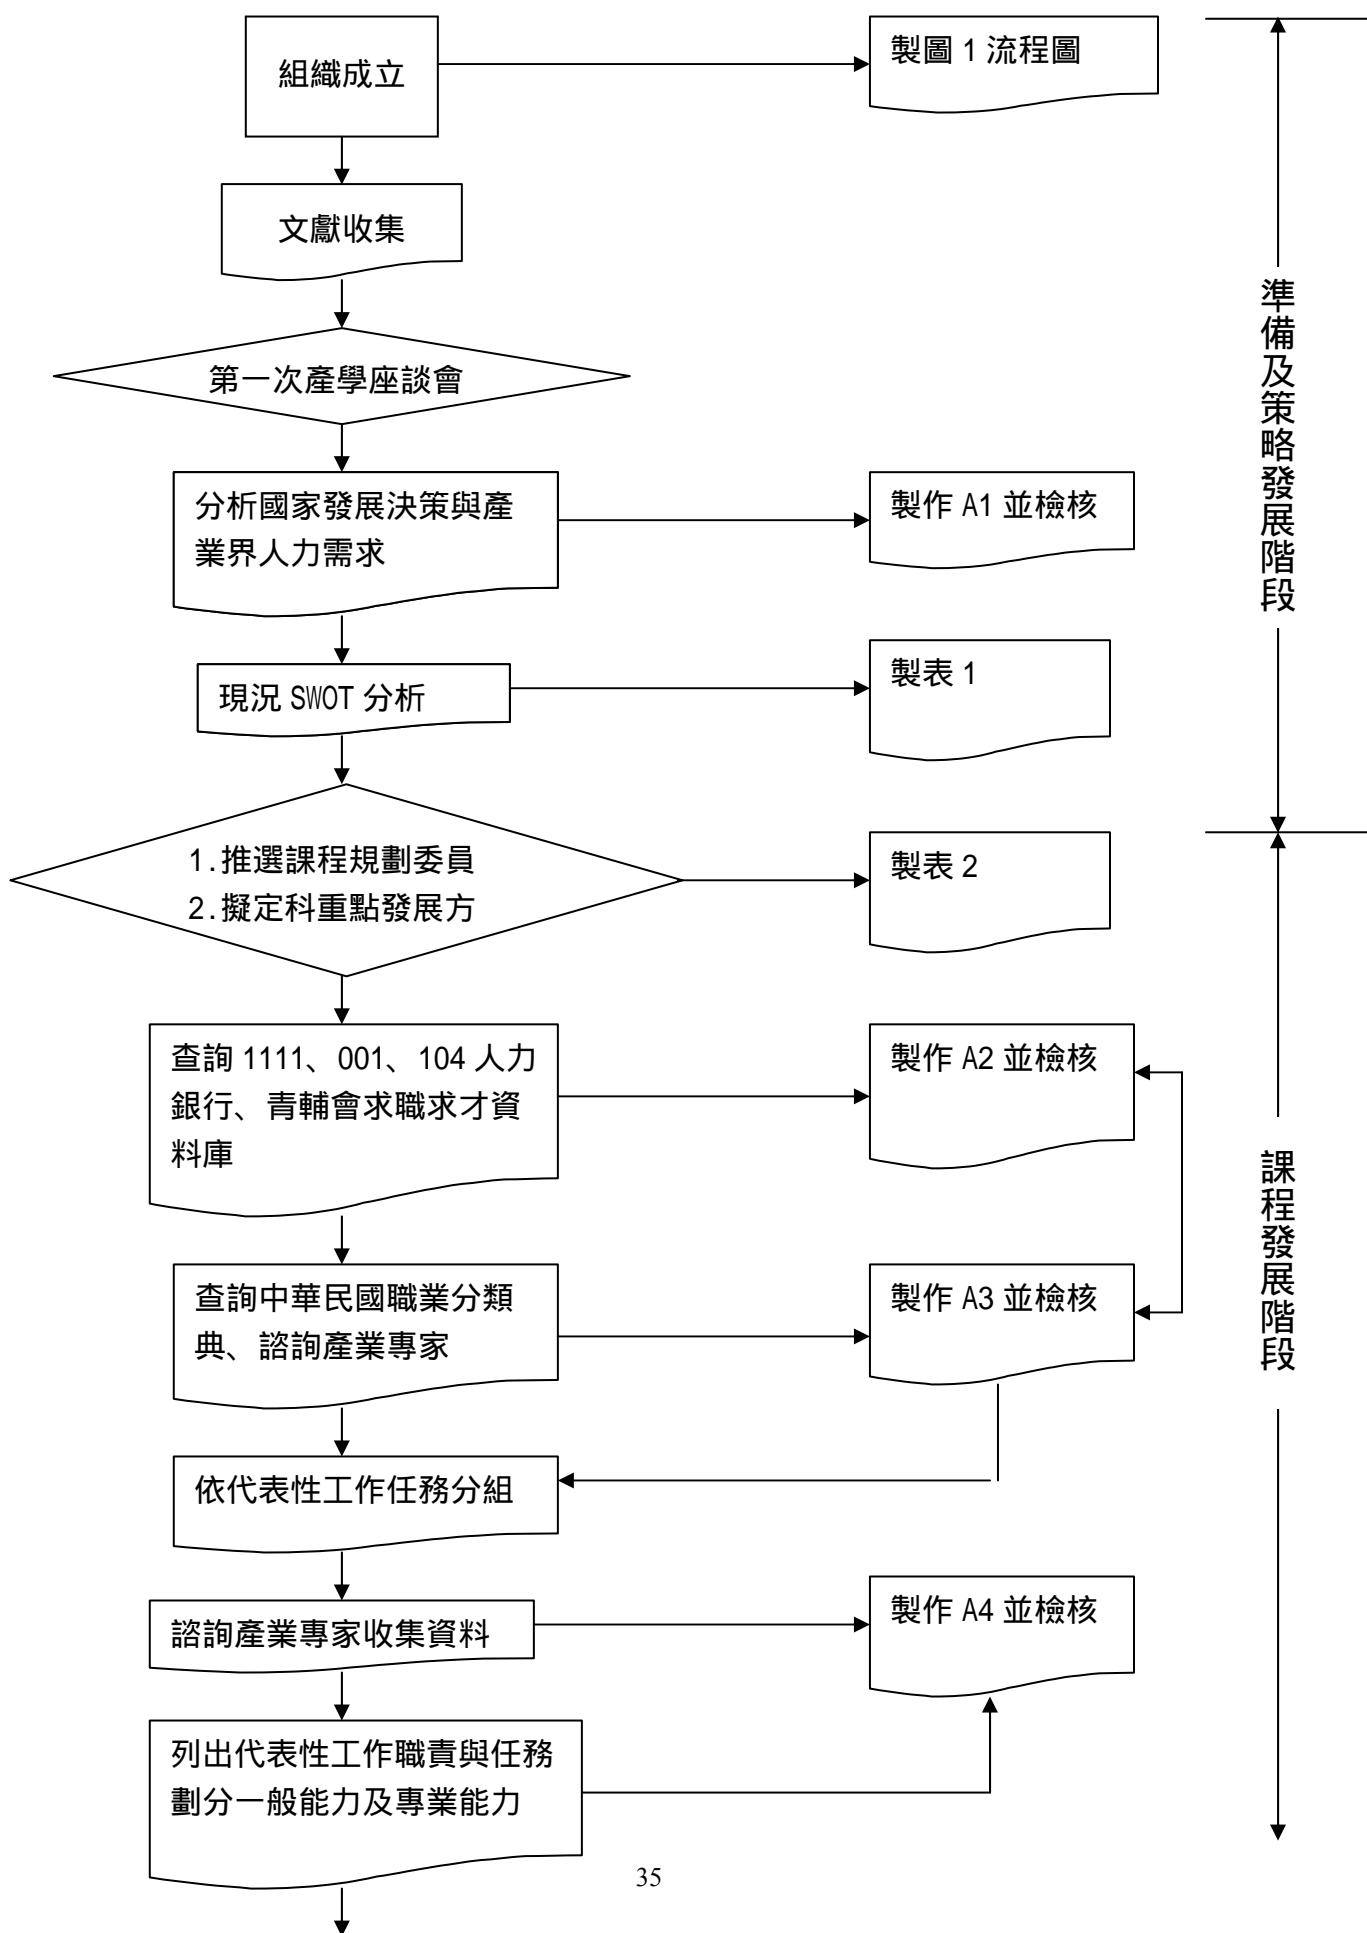 組織成立
製圖 1 流程圖
文獻收集
第一次產學座談會
分析國家發展決策與產
業界人力需求
製作 A1 並檢核
現況 SWOT 分析
製表 1
準備及策略發展階段
1.推選課程規劃委員
2.擬定科重點發展方
製表 2
查詢 1111、001、104 人力
銀行、青輔會求職求才資
料庫
製作 A2 並檢核
查詢中華民國職業分類
典、諮詢產業專家
製作 A3 並檢核
課程發展階段
依代表性工作任務分組
諮詢產業專家收集資料
製作 A4 並檢核
列出代表性工作職責與任務
劃分一般能力及專業能力
35